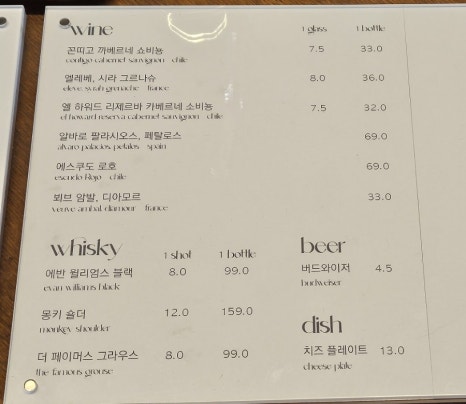 wine 1 glass 1 bottle
꼰띠고 까베르네 쇼비뇽 7.5 33.0
contigo cabernet sauvignon chile
엘레베, 시라 그르나슈 8.0 36.0
eleve, syrah grenache france
엘 하워드 리제르바 카베르네 소비뇽 7.5 32.0
el howard reserva cabernet sauvignon chile
알바로 팔라시오스, 페탈로스 69.0
alvaro palacios, petalos spain
에스쿠도 로호 69.0
escudo Rojo chile
뵈브 암발, 디아모르 33.0
veuve ambal, diamour france
whisky 1 shot 1 bottle
에반 윌리엄스 블랙 8.0 99.0
evan williams black
몽키 숄더 12.0 159.0
monkey shoulder
더 페이머스 그라우스 8.0 99.0
the famous grouse
beer
버드와이저 4.5
budweiser
dish
치즈 플레이트 13.0
cheese plate